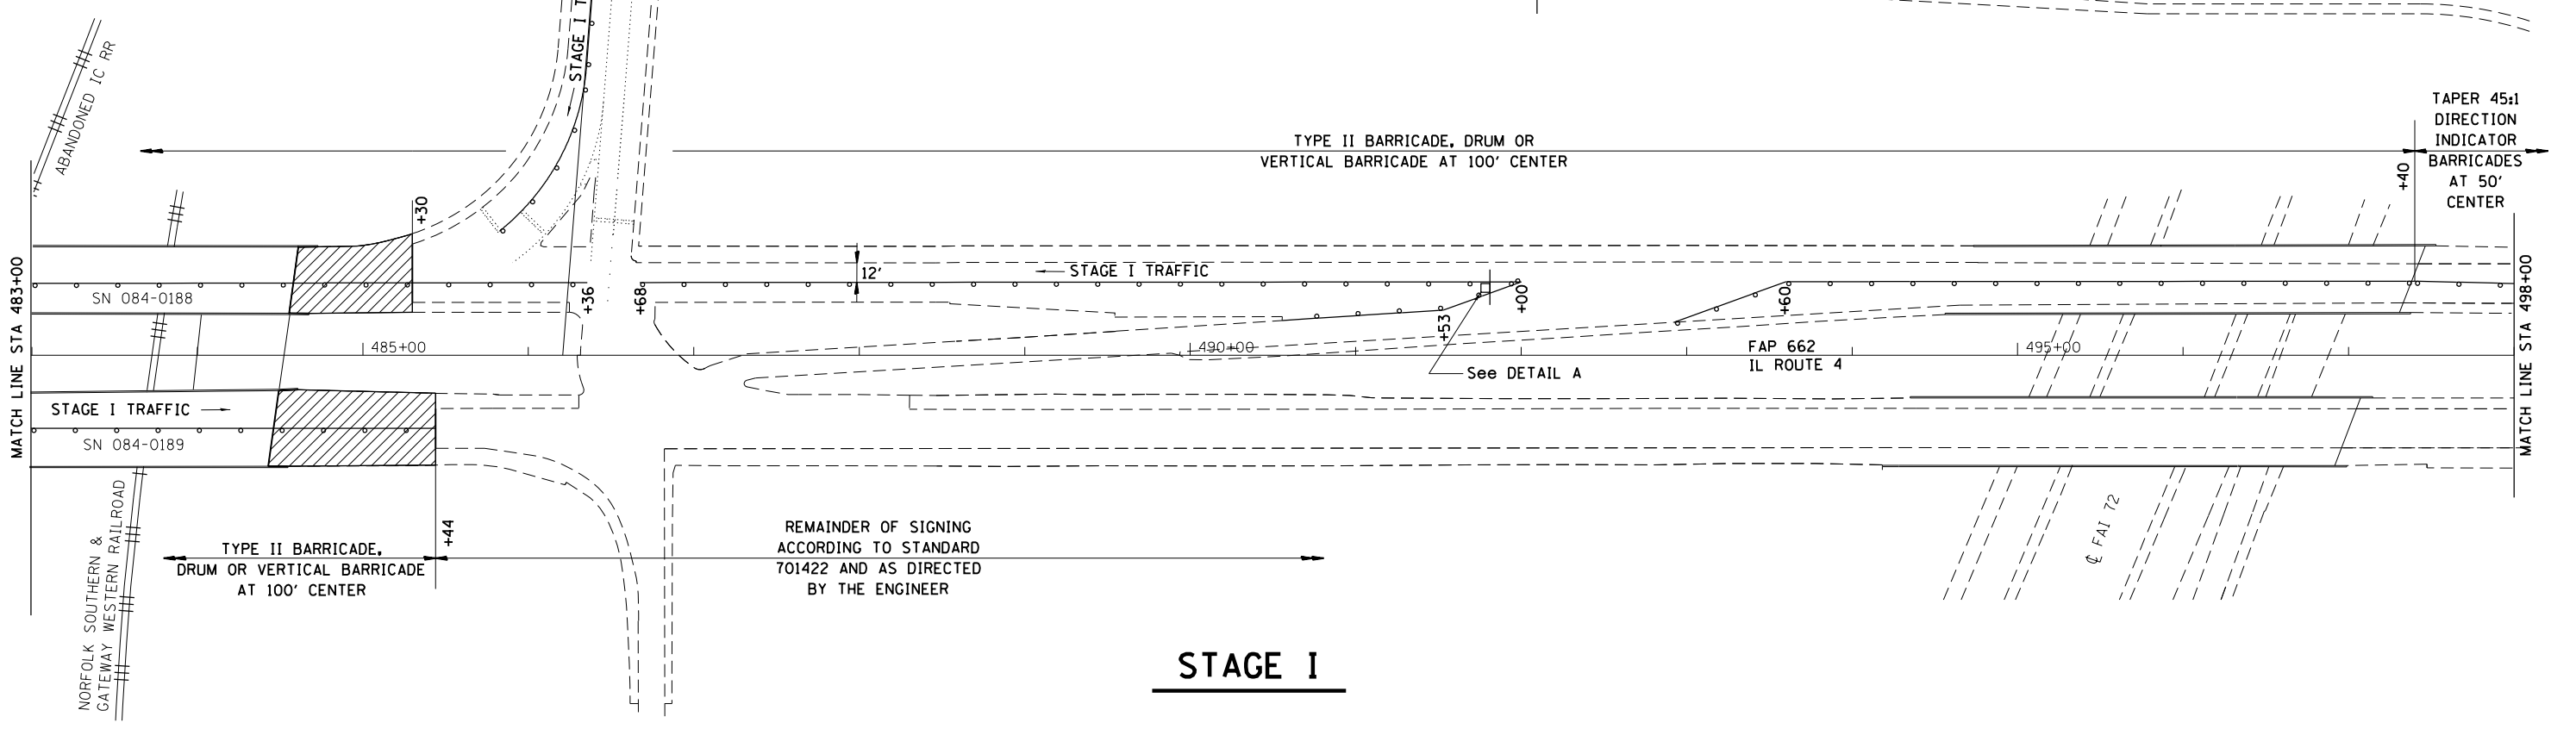 STAGE I T
ABANDONED IC RR
TAPER 45:1
DIRECTION
INDICATOR
BARRICADES
AT 50'
CENTER
TYPE II BARRICADE, DRUM OR
VERTICAL BARRICADE AT 100' CENTER
+40
+30
MATCH LINE STA 483+00
MATCH LINE STA 498+00
12'
STAGE I TRAFFIC
SN 084-0188
+36
+68
+53
+00
+60
485+00
490+00
495+00
FAP 662
IL ROUTE 4
See DETAIL A
STAGE I TRAFFIC
SN 084-0189
+44
NORFOLK SOUTHERN &
GATEWAY WESTERN RAILROAD
TYPE II BARRICADE,
DRUM OR VERTICAL BARRICADE
AT 100' CENTER
REMAINDER OF SIGNING
ACCORDING TO STANDARD
701422 AND AS DIRECTED
BY THE ENGINEER
℄ FAI 72
STAGE I